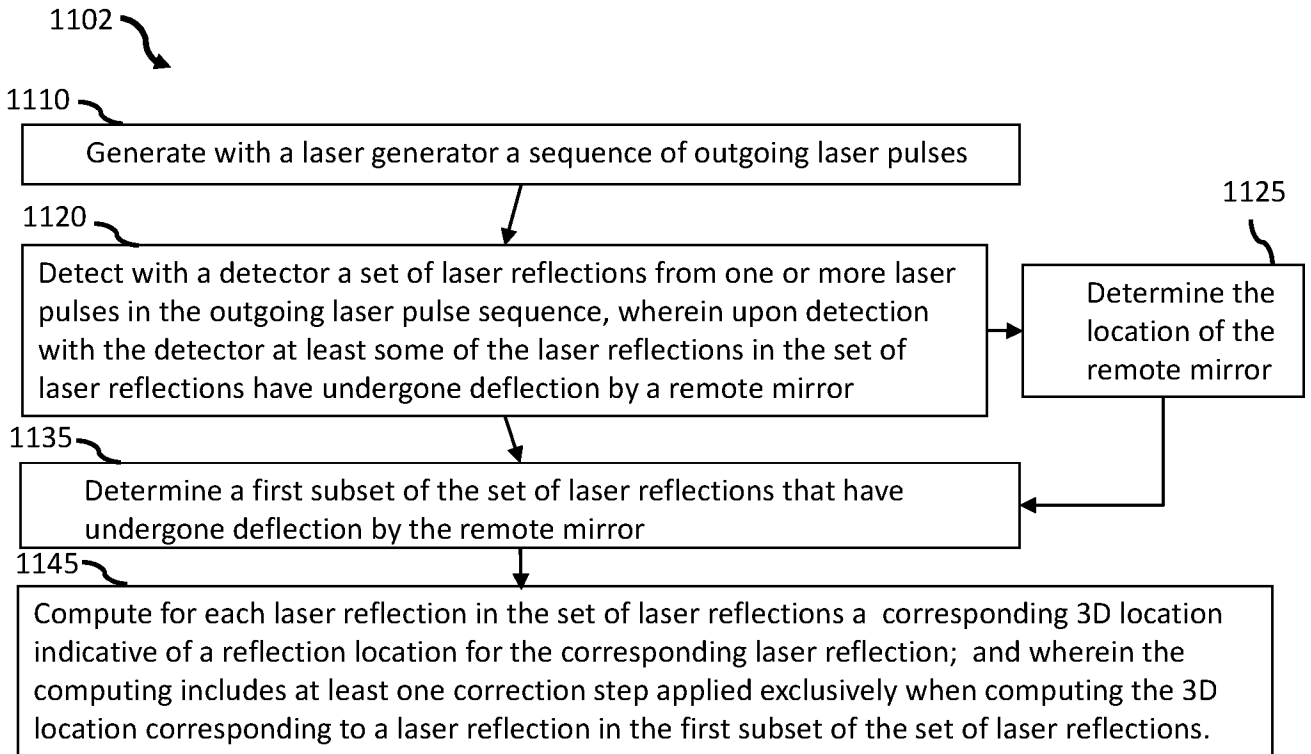 1102
1110
Generate with a laser generator a sequence of outgoing laser pulses
1120
Detect with a detector a set of laser reflections from one or more laser
pulses in the outgoing laser pulse sequence, wherein upon detection
with the detector at least some of the laser reflections in the set of
laser reflections have undergone deflection by a remote mirror
1125
Determine the
location of the
remote mirror
1135
Determine a first subset of the set of laser reflections that have
undergone deflection by the remote mirror
1145
Compute for each laser reflection in the set of laser reflections a corresponding 3D location
indicative of a reflection location for the corresponding laser reflection; and wherein the
computing includes at least one correction step applied exclusively when computing the 3D
location corresponding to a laser reflection in the first subset of the set of laser reflections.